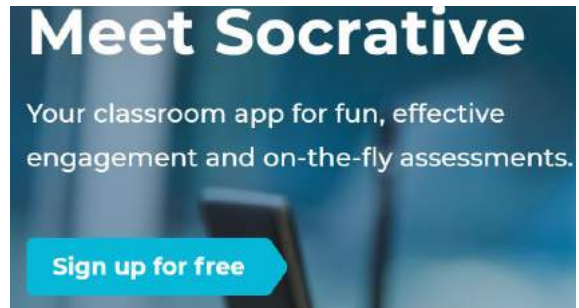 Meet Socrative
Your classroom app for fun, effective
engagement and on-the-fly assessments.
Sign up for free